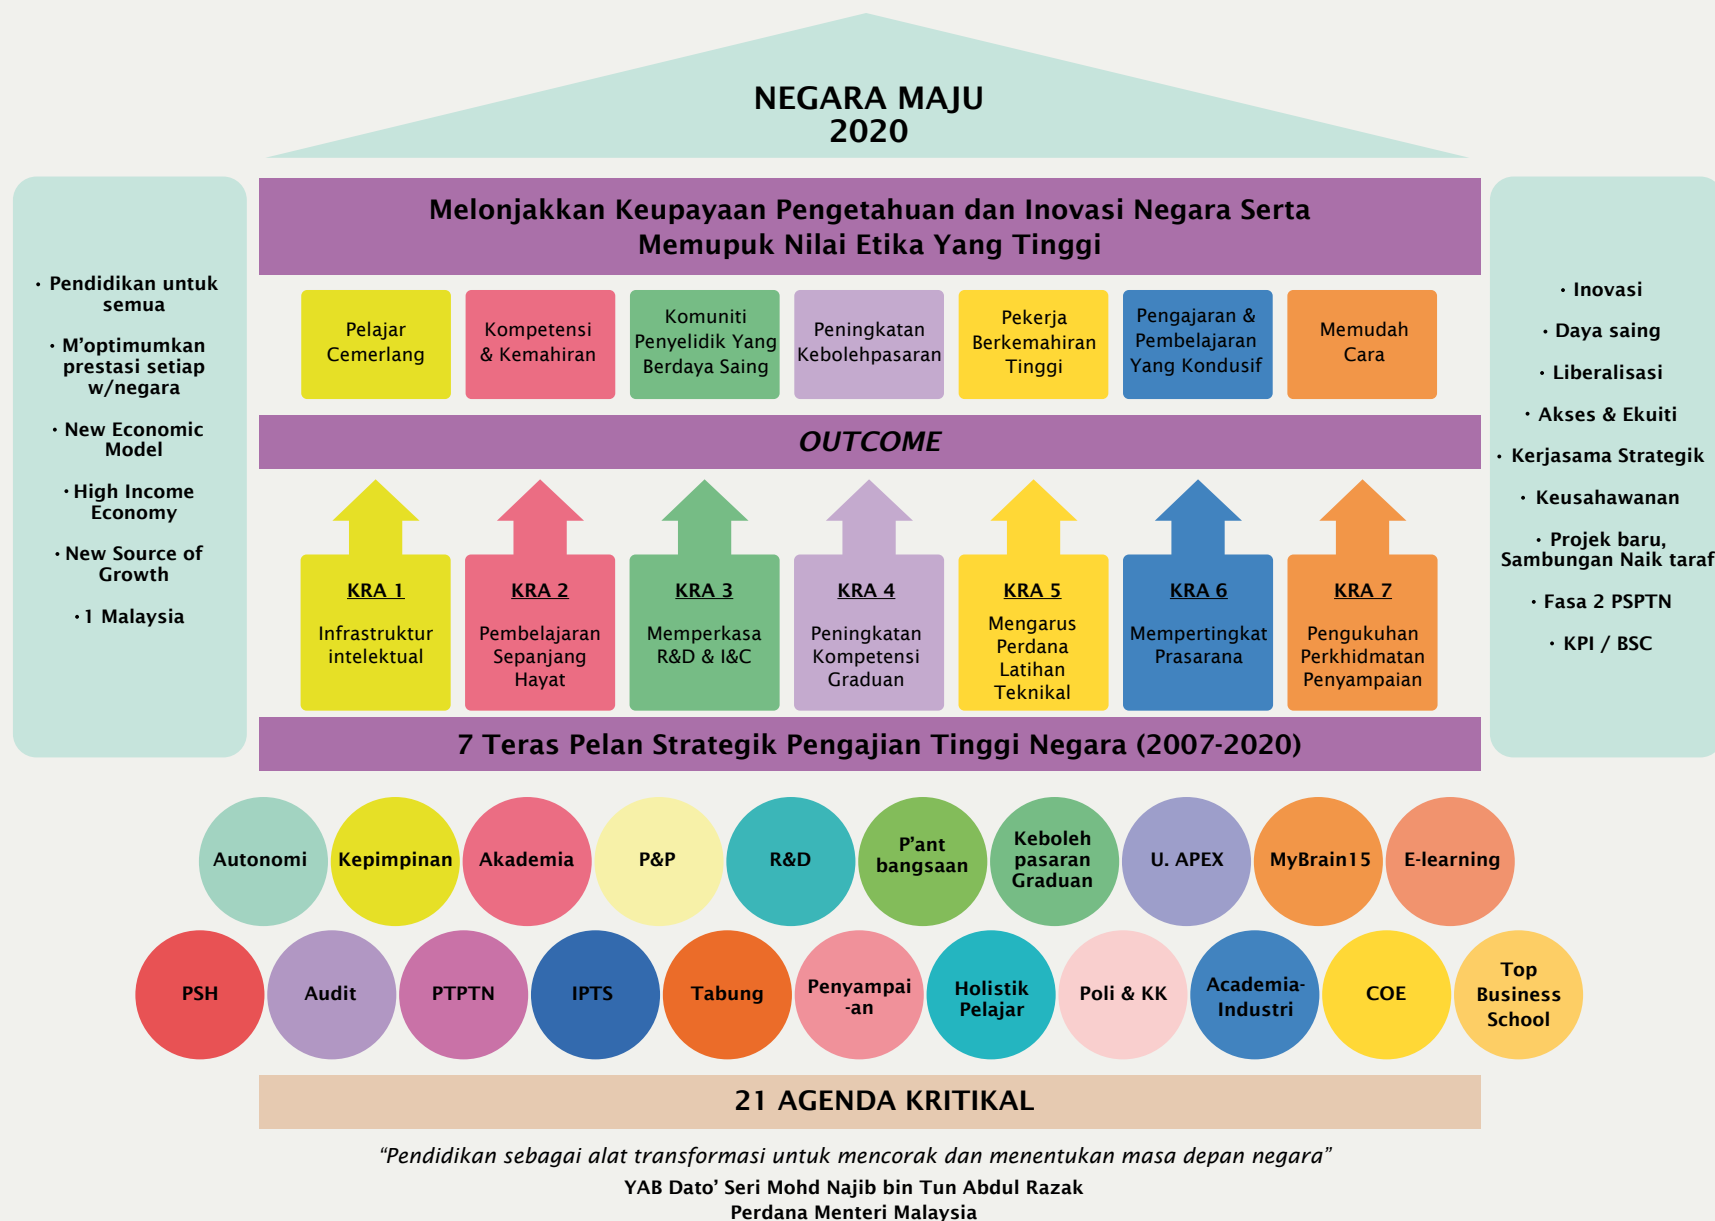 NEGARA MAJU
2020
Melonjakkan Keupayaan Pengetahuan dan Inovasi Negara Serta
Memupuk Nilai Etika Yang Tinggi
• Pendidikan untuk
semua
• M'optimumkan
prestasi setiap
w/negara
• New Economic
Model
• High Income
Economy
• New Source of
Growth
• 1 Malaysia
Pelajar
Cemerlang
Kompetensi
& Kemahiran
Komuniti
Penyelidik Yang
Berdaya Saing
Peningkatan
Kebolehpasaran
Pekerja
Berkemahiran
Tinggi
Pengajaran &
Pembelajaran
Yang Kondusif
Memudah
Cara
OUTCOME
KRA 1
Infrastruktur
intelektual
KRA 2
Pembelajaran
Sepanjang
Hayat
KRA 3
Memperkasa
R&D & I&C
KRA 4
Peningkatan
Kompetensi
Graduan
KRA 5
Mengarus
Perdana
Latihan
Teknikal
KRA 6
Mempertingkat
Prasarana
KRA 7
Pengukuhan
Perkhidmatan
Penyampaian
• Inovasi
• Daya saing
• Liberalisasi
• Akses & Ekuiti
• Kerjasama Strategik
• Keusahawanan
• Projek baru,
Sambungan Naik taraf
• Fasa 2 PSPTN
• KPI / BSC
7 Teras Pelan Strategik Pengajian Tinggi Negara (2007-2020)
Autonomi
Kepimpinan
Akademia
P&P
R&D
P'ant
bangsaan
Keboleh
pasaran
Graduan
U. APEX
MyBrain15
E-learning
PSH
Audit
PTPTN
IPTS
Tabung
Penyampai
-an
Holistik
Pelajar
Poli & KK
Academia-
Industri
COE
Top
Business
School
21 AGENDA KRITIKAL
“Pendidikan sebagai alat transformasi untuk mencorak dan menentukan masa depan negara”
YAB Dato’ Seri Mohd Najib bin Tun Abdul Razak
Perdana Menteri Malaysia